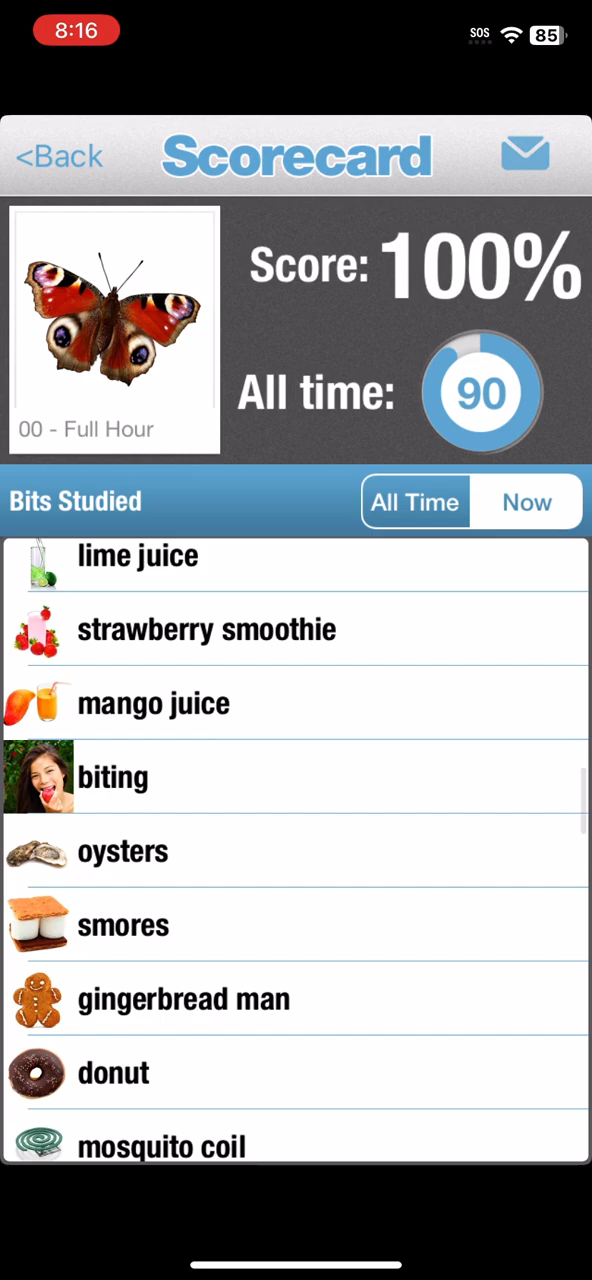 8:16
SOS
85
<Back
Scorecard
Score: 100%
00 - Full Hour
All time: 90
Bits Studied
All Time
Now
lime juice
strawberry smoothie
mango juice
biting
oysters
smores
gingerbread man
donut
mosquito coil